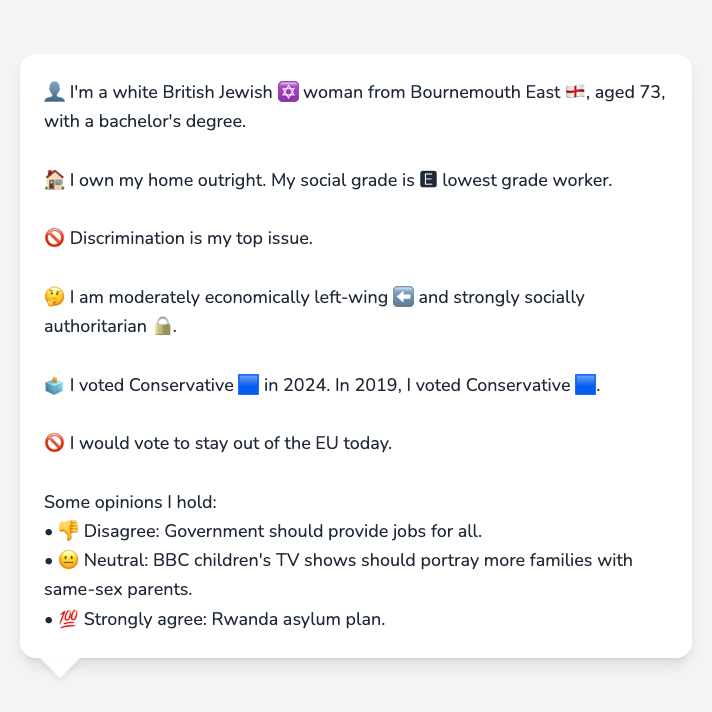 👤 I'm a white British Jewish ✡️ woman from Bournemouth East 🏴󠁧󠁢󠁥󠁮󠁧󠁿, aged 73,
with a bachelor's degree.
🏠 I own my home outright. My social grade is 🅴 lowest grade worker.
🚫 Discrimination is my top issue.
🤔 I am moderately economically left-wing ⬅️ and strongly socially
authoritarian 🔒.
🗳️ I voted Conservative 🟦 in 2024. In 2019, I voted Conservative 🟦.
🚫 I would vote to stay out of the EU today.
Some opinions I hold:
• 👎 Disagree: Government should provide jobs for all.
• 😐 Neutral: BBC children's TV shows should portray more families with
same-sex parents.
• 💯 Strongly agree: Rwanda asylum plan.